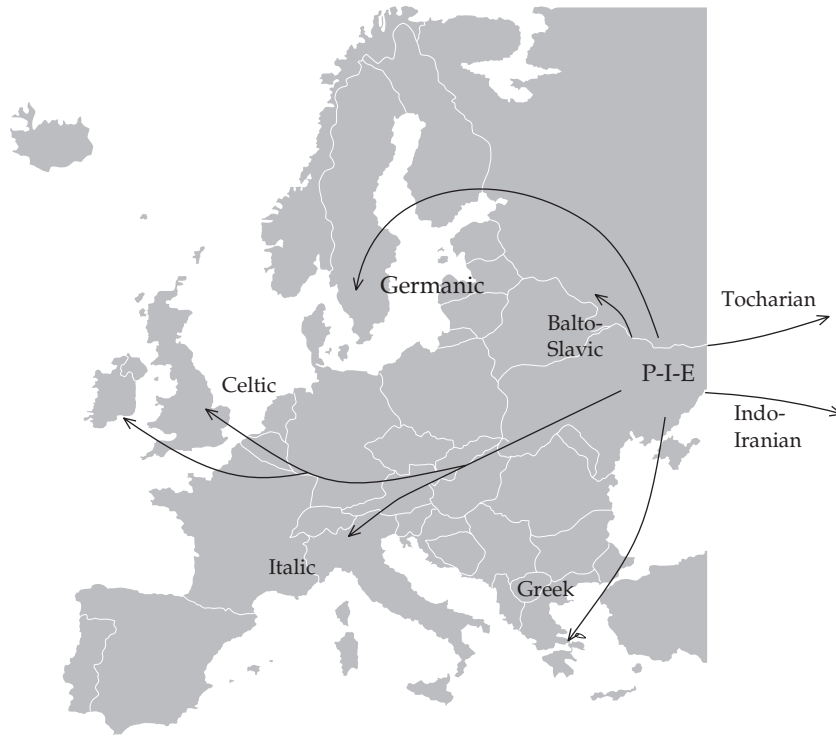 Germanic
Tocharian
Balto-
Slavic
P-I-E
Celtic
Indo-
Iranian
Italic
Greek